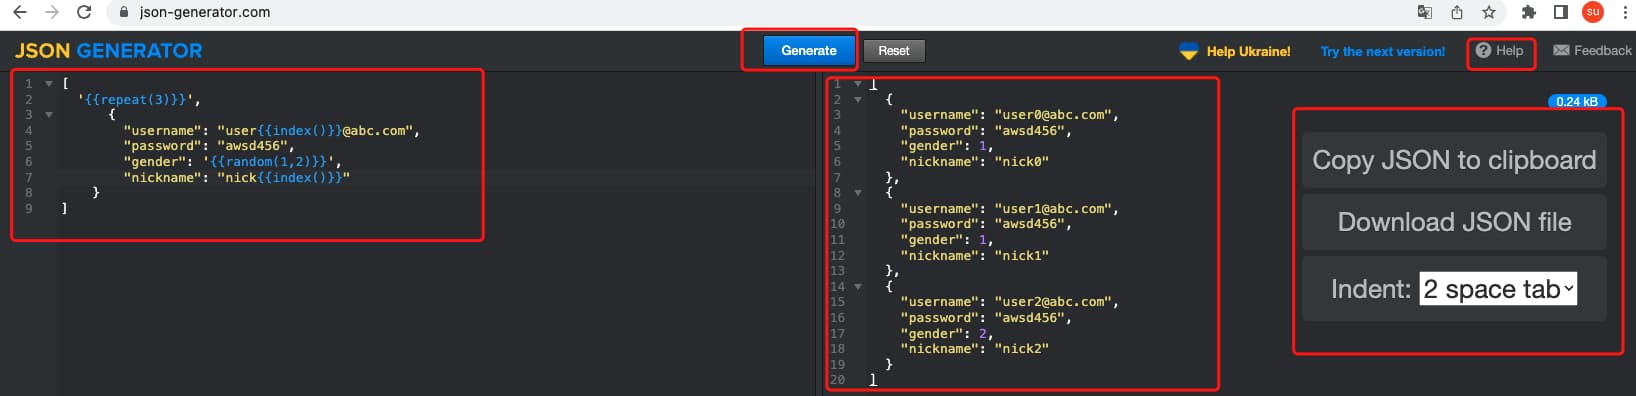 json-generator.com
su
JSON GENERATOR
Generate
Reset
Help Ukraine!
Try the next version!
Help
Feedback
1 [
2 '{{repeat(3)}}',
3 {
4 "username": "user{{index()}}@abc.com",
5 "password": "awsd456",
6 "gender": '{{random(1,2)}}',
7 "nickname": "nick{{index()}}"
8 }
9 ]
1 [
2 {
3 "username": "user0@abc.com",
4 "password": "awsd456",
5 "gender": 1,
6 "nickname": "nick0"
7 },
8 {
9 "username": "user1@abc.com",
10 "password": "awsd456",
11 "gender": 1,
12 "nickname": "nick1"
13 },
14 {
15 "username": "user2@abc.com",
16 "password": "awsd456",
17 "gender": 2,
18 "nickname": "nick2"
19 }
20 ]
0.24 kB
Copy JSON to clipboard
Download JSON file
Indent: 2 space tab